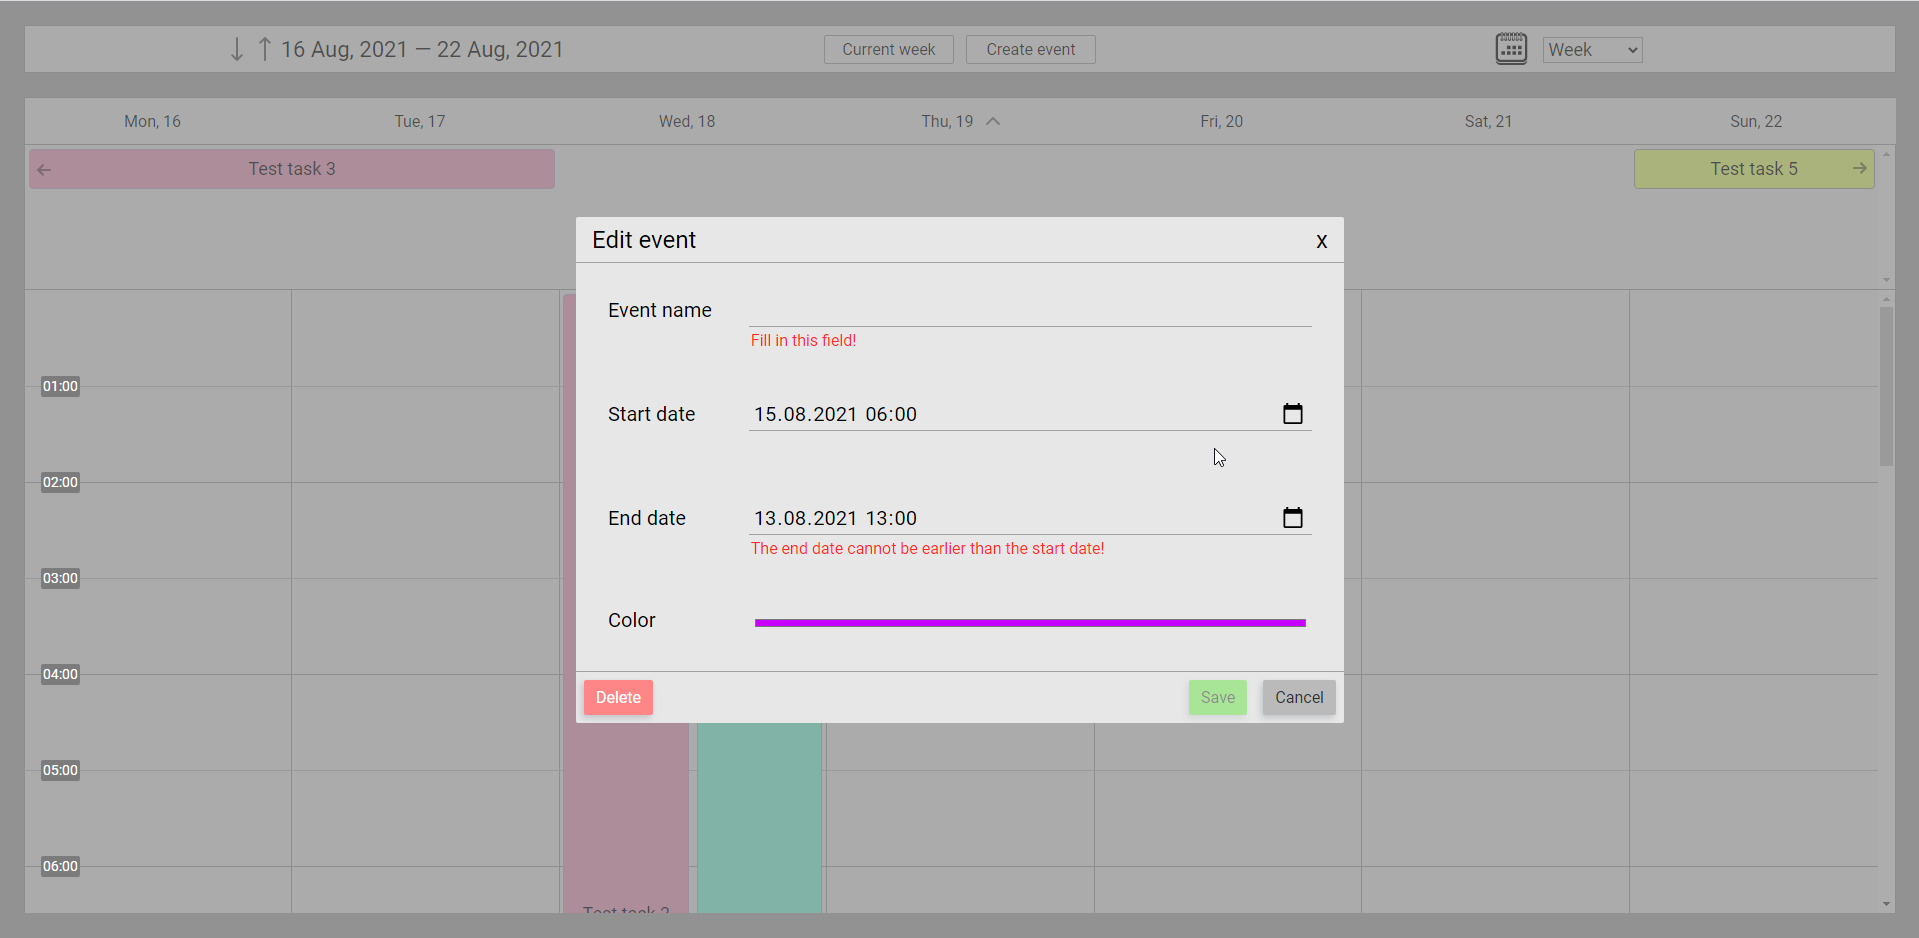 16 Aug, 2021 — 22 Aug, 2021
Current week
Create event
Week
Mon, 16
Tue, 17
Wed, 18
Thu, 19
Fri, 20
Sat, 21
Sun, 22
Test task 3
Test task 5
Edit event
x
Event name
Fill in this field!
Start date
15.08.2021 06:00
End date
13.08.2021 13:00
The end date cannot be earlier than the start date!
Color
Delete
Save
Cancel
01:00
02:00
03:00
04:00
05:00
06:00
Test task